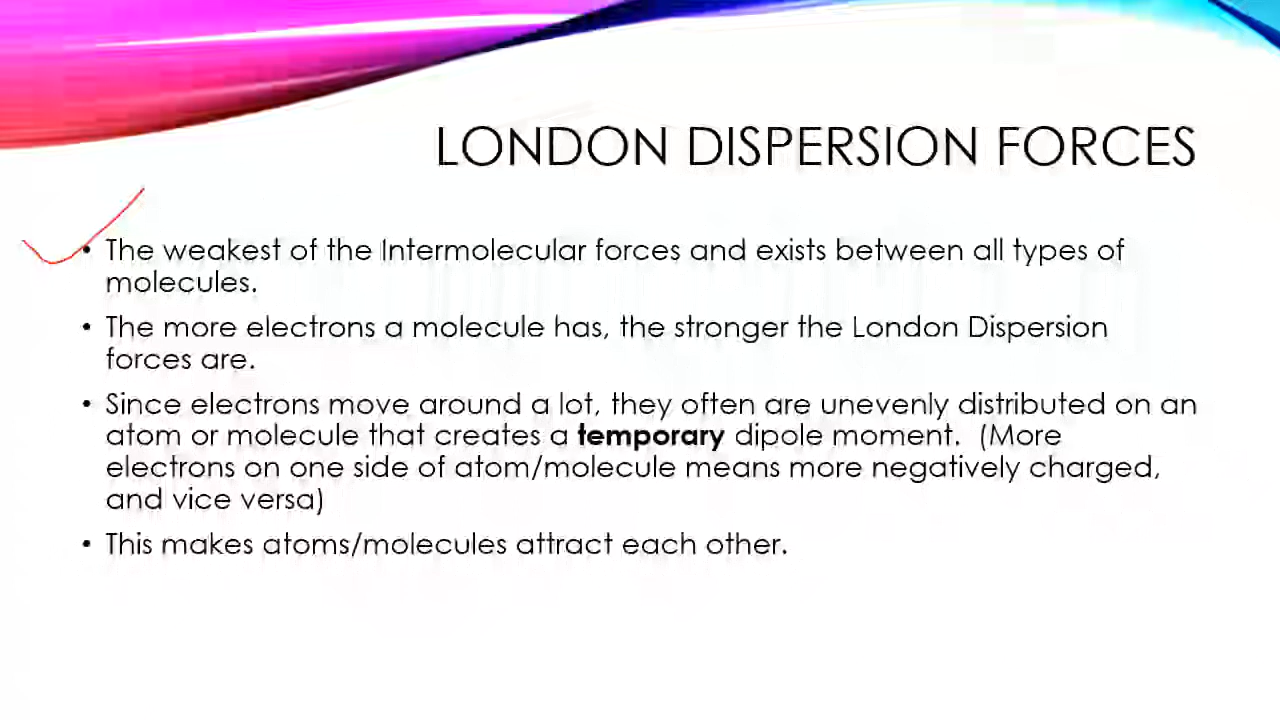 LONDON DISPERSION FORCES
• The weakest of the Intermolecular forces and exists between all types of
molecules.
• The more electrons a molecule has, the stronger the London Dispersion
forces are.
• Since electrons move around a lot, they often are unevenly distributed on an
atom or molecule that creates a temporary dipole moment.  (More
electrons on one side of atom/molecule means more negatively charged,
and vice versa)
• This makes atoms/molecules attract each other.